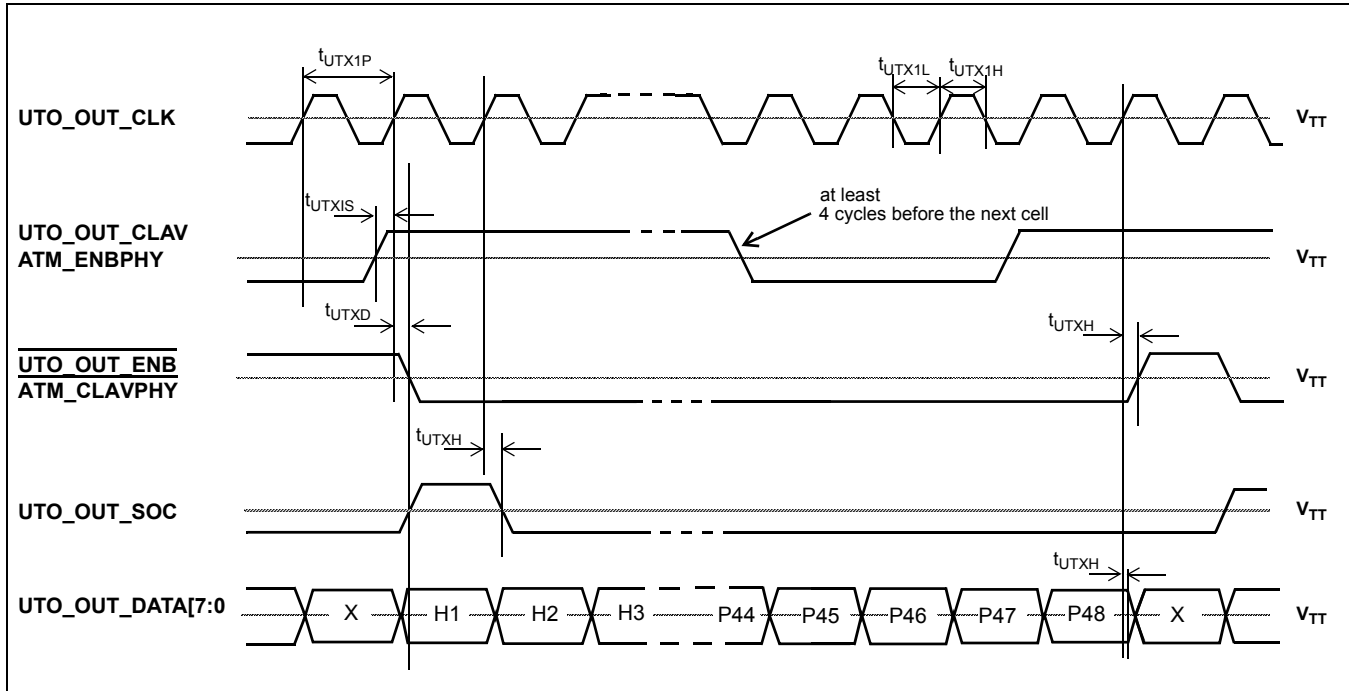 tUTX1P
tUTX1L tUTX1H
UTO_OUT_CLK
VTT
at least
4 cycles before the next cell
tUTXIS
UTO_OUT_CLAV
ATM_ENBPHY
VTT
tUTXD
tUTXH
UTO_OUT_ENB
ATM_CLAVPHY
VTT
tUTXH
UTO_OUT_SOC
VTT
tUTXH
UTO_OUT_DATA[7:0
X H1 H2 H3 P44 P45 P46 P47 P48 X
VTT